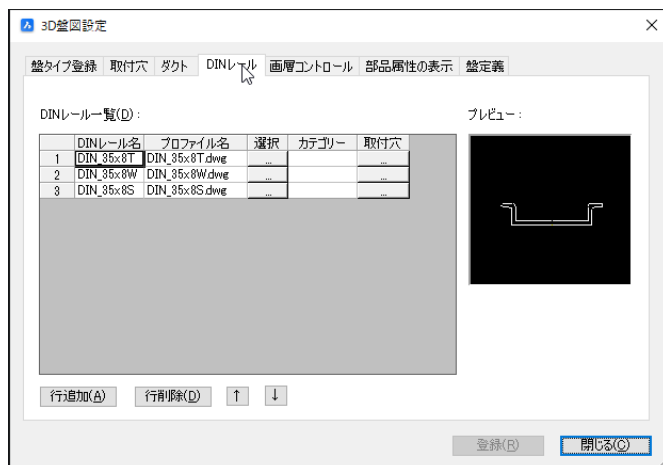 3D盤図設定
盤タイプ登録 取付穴 ダクト DINレール 画層コントロール 部品属性の表示 盤定義
DINレール一覧(D): プレビュー:
DINレール名 プロファイル名 選択 カテゴリー 取付穴
1 DIN_35x8T DIN_35x8T.dwg ... ...
2 DIN_35x8W DIN_35x8W.dwg ... ...
3 DIN_35x8S DIN_35x8S.dwg ... ...
行追加(A) 行削除(D) ↑ ↓
登録(R) 閉じる(C)